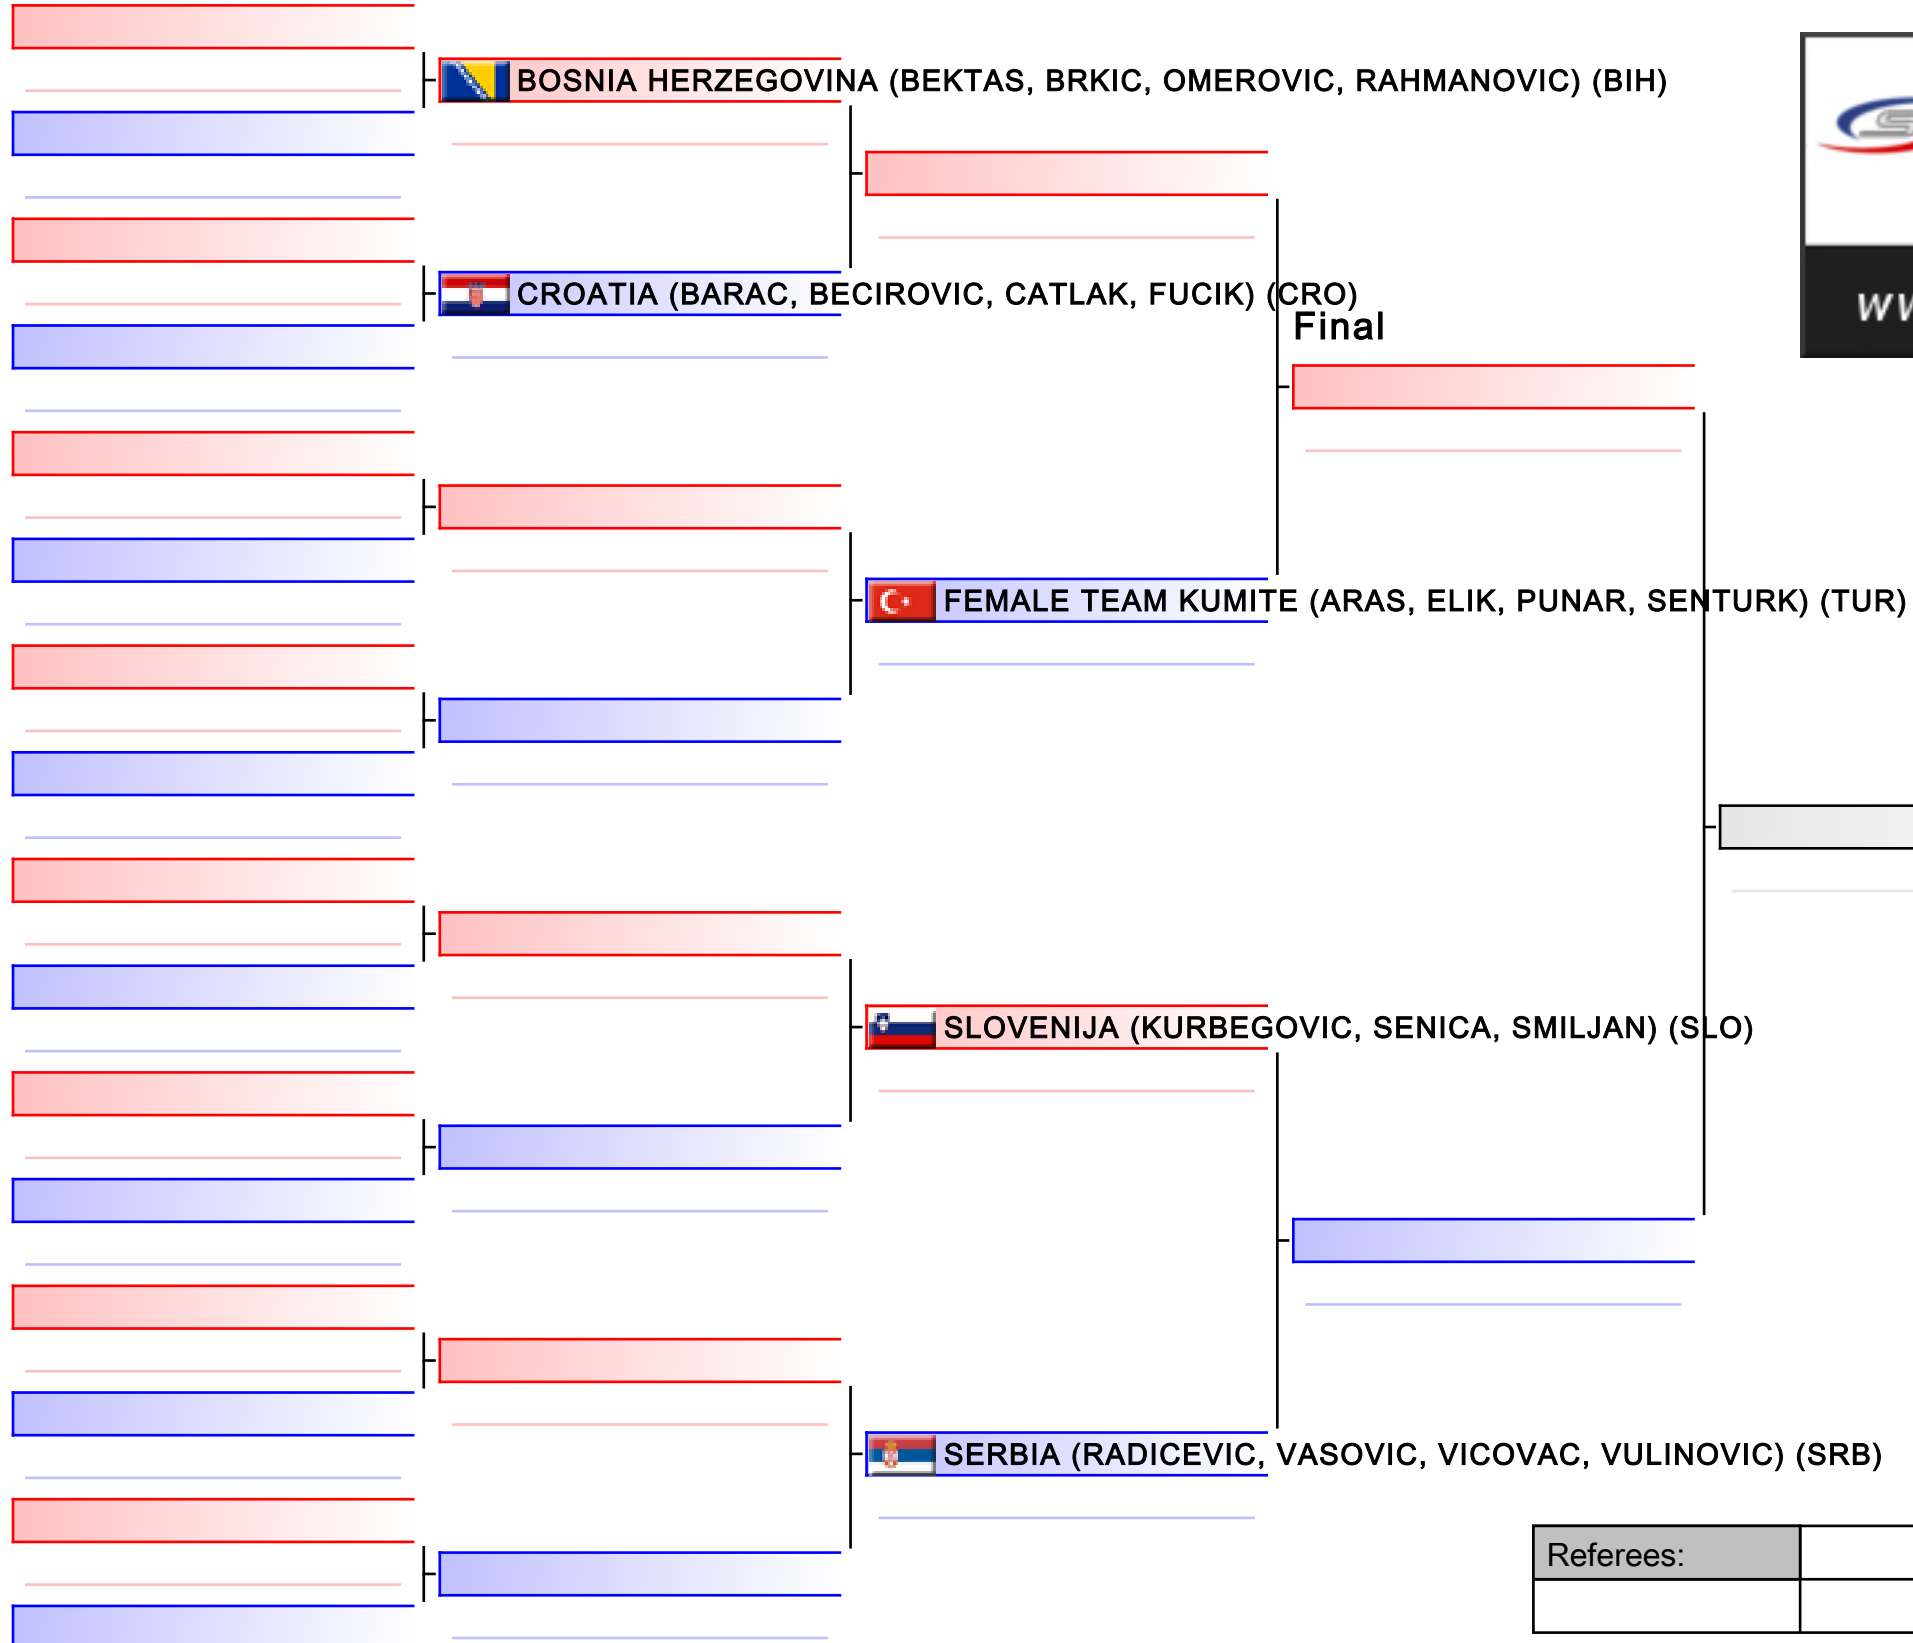 BOSNIA HERZEGOVINA (BEKTAS, BRKIC, OMEROVIC, RAHMANOVIC) (BIH)
CROATIA (BARAC, BECIROVIC, CATLAK, FUCIK) (CRO)
Final
FEMALE TEAM KUMITE (ARAS, ELIK, PUNAR, SENTURK) (TUR)
SLOVENIJA (KURBEGOVIC, SENICA, SMILJAN) (SLO)
SERBIA (RADICEVIC, VASOVIC, VICOVAC, VULINOVIC) (SRB)
Referees: